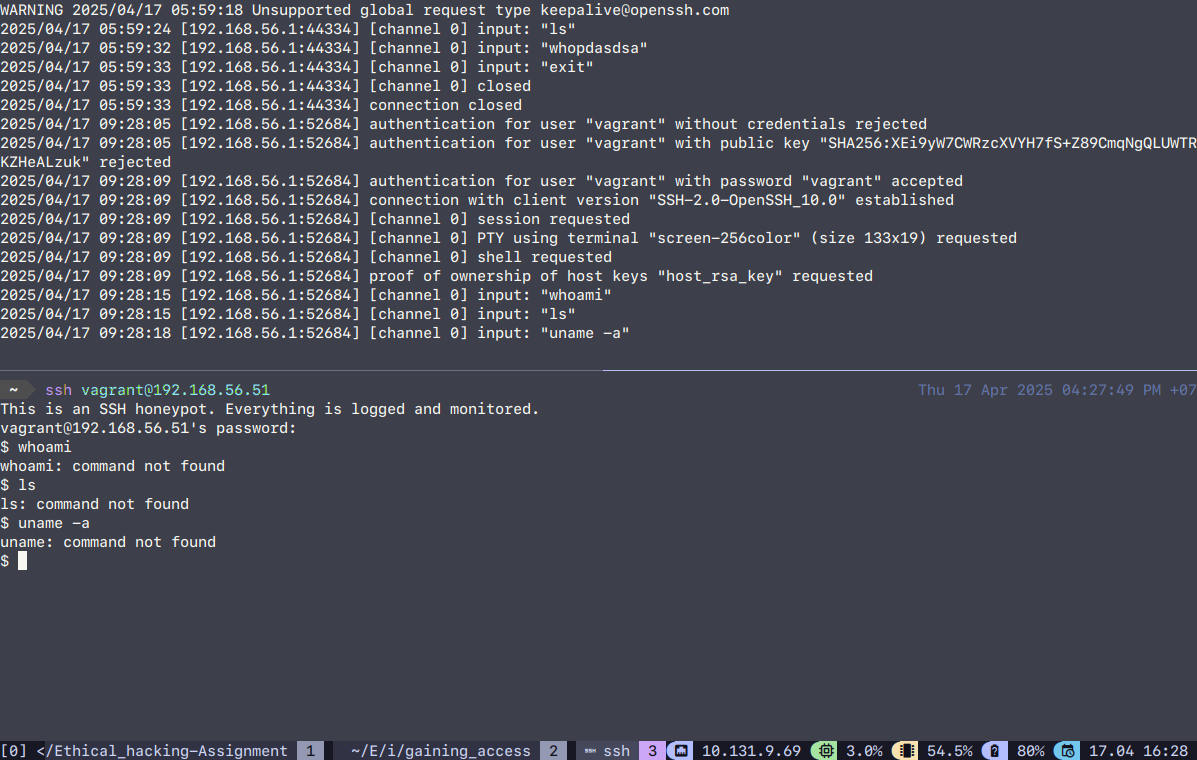 WARNING 2025/04/17 05:59:18 Unsupported global request type keepalive@openssh.com
2025/04/17 05:59:24 [192.168.56.1:44334] [channel 0] input: "ls"
2025/04/17 05:59:32 [192.168.56.1:44334] [channel 0] input: "whopdasdsa"
2025/04/17 05:59:33 [192.168.56.1:44334] [channel 0] input: "exit"
2025/04/17 05:59:33 [192.168.56.1:44334] [channel 0] closed
2025/04/17 05:59:33 [192.168.56.1:44334] connection closed
2025/04/17 09:28:05 [192.168.56.1:52684] authentication for user "vagrant" without credentials rejected
2025/04/17 09:28:05 [192.168.56.1:52684] authentication for user "vagrant" with public key "SHA256:XEi9yW7CWRzcXVYH7fS+Z89CmqNgQLUWTR
KZHeALzuk" rejected
2025/04/17 09:28:09 [192.168.56.1:52684] authentication for user "vagrant" with password "vagrant" accepted
2025/04/17 09:28:09 [192.168.56.1:52684] connection with client version "SSH-2.0-OpenSSH_10.0" established
2025/04/17 09:28:09 [192.168.56.1:52684] [channel 0] session requested
2025/04/17 09:28:09 [192.168.56.1:52684] [channel 0] PTY using terminal "screen-256color" (size 133x19) requested
2025/04/17 09:28:09 [192.168.56.1:52684] [channel 0] shell requested
2025/04/17 09:28:09 [192.168.56.1:52684] proof of ownership of host keys "host_rsa_key" requested
2025/04/17 09:28:15 [192.168.56.1:52684] [channel 0] input: "whoami"
2025/04/17 09:28:15 [192.168.56.1:52684] [channel 0] input: "ls"
2025/04/17 09:28:18 [192.168.56.1:52684] [channel 0] input: "uname -a"
~ ssh vagrant@192.168.56.51 Thu 17 Apr 2025 04:27:49 PM +07
This is an SSH honeypot. Everything is logged and monitored.
vagrant@192.168.56.51's password:
$ whoami
whoami: command not found
$ ls
ls: command not found
$ uname -a
uname: command not found
$
[0] </Ethical_hacking-Assignment 1 ~/E/i/gaining_access 2 SSH ssh 3 10.131.9.69 3.0% 54.5% ? 80% 17.04 16:28